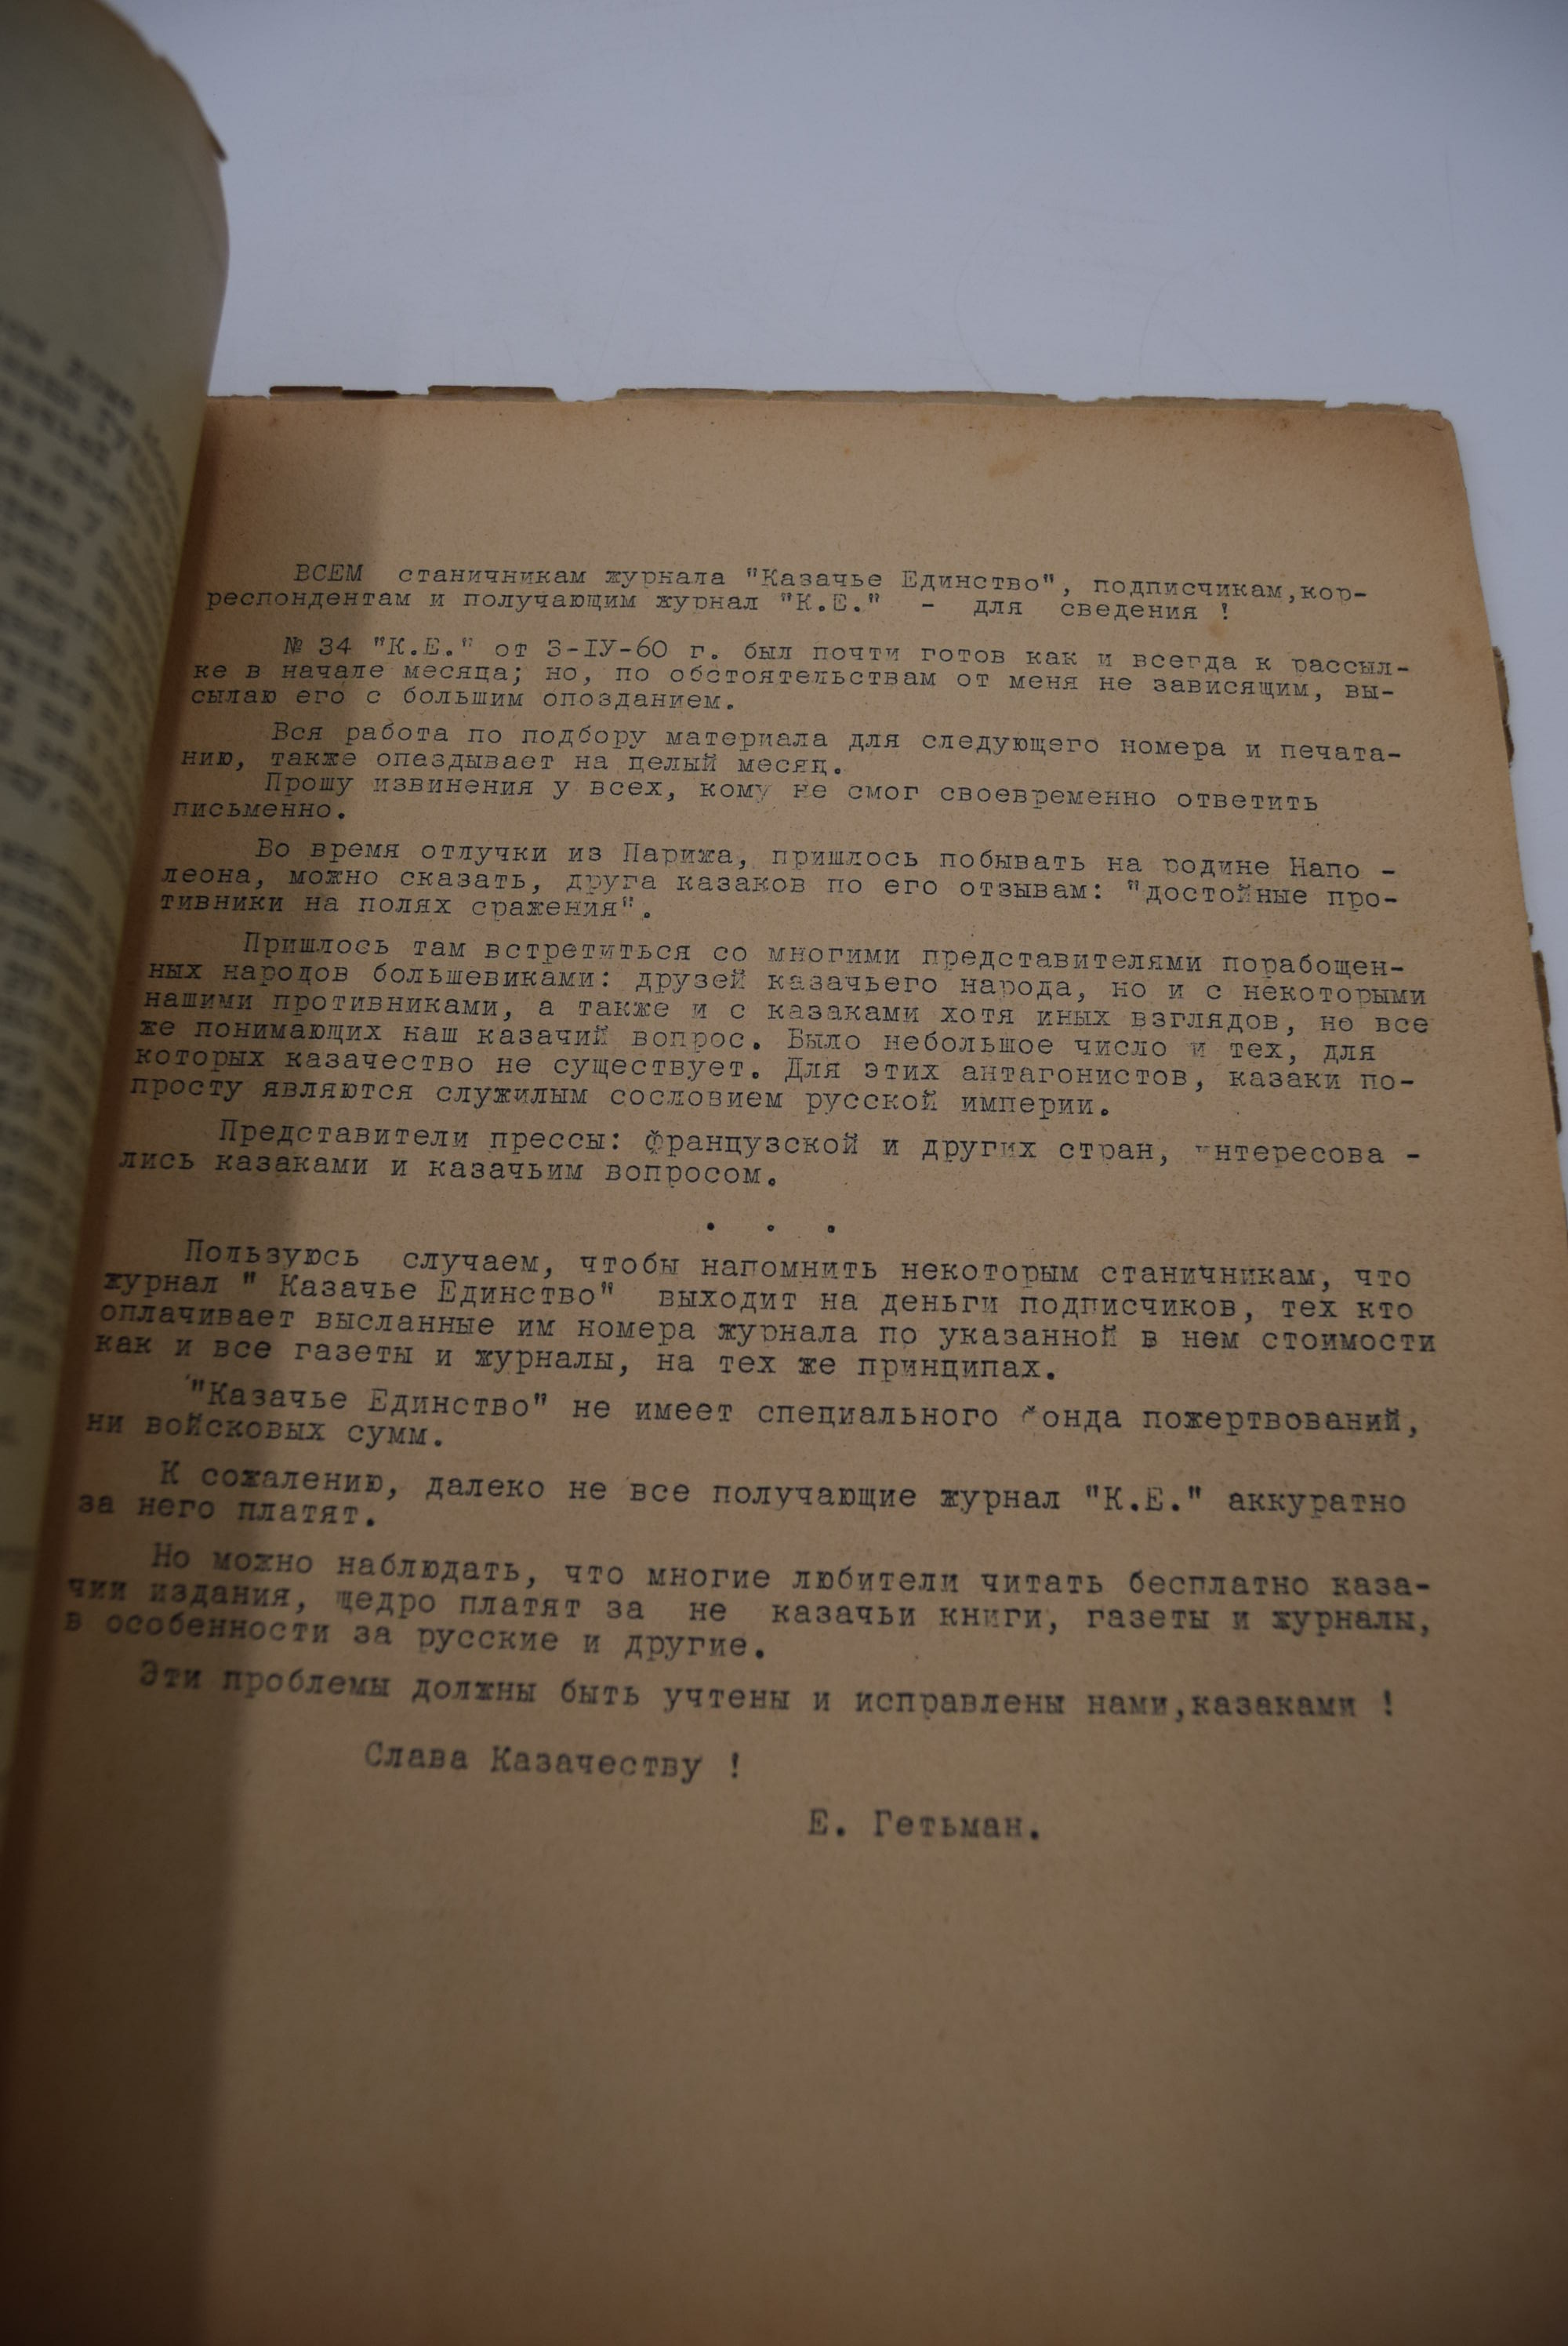 ВСЕМ станичникам журнала "Казачье Единство", подписчикам,кор-
респондентам и получающим журнал "К.Е." - для сведения !
№ 34 "К.Е." от 3-IУ-60 г. был почти готов как и всегда к рассыл-
ке в начале месяца; но, по обстоятельствам от меня не зависящим, вы-
сылаю его с большим опозданием.
Вся работа по подбору материала для следующего номера и печата-
нию, также опаздывает на целый месяц.
Прошу извинения у всех, кому не смог своевременно ответить
письменно.
Во время отлучки из Парижа, пришлось побывать на родине Напо -
леона, можно сказать, друга казаков по его отзывам: "достойные про-
тивники на полях сражения".
Пришлось там встретиться со многими представителями порабощен-
ных народов большевиками: друзей казачьего народа, но и с некоторыми
нашими противниками, а также и с казаками хотя иных взглядов, но все
же понимающих наш казачий вопрос. Было небольшое число и тех, для
которых казачество не существует. Для этих антагонистов, казаки по-
просту являются служилым сословием русской империи.
Представители прессы: французской и других стран, интересова -
лись казаками и казачьим вопросом.
. . .
Пользуюсь случаем, чтобы напомнить некоторым станичникам, что
журнал " Казачье Единство" выходит на деньги подписчиков, тех кто
оплачивает высланные им номера журнала по указанной в нем стоимости
как и все газеты и журналы, на тех же принципах.
"Казачье Единство" не имеет специального фонда пожертвований,
ни войсковых сумм.
К сожалению, далеко не все получающие журнал "К.Е." аккуратно
за него платят.
Но можно наблюдать, что многие любители читать бесплатно каза-
чии издания, щедро платят за не казачьи книги, газеты и журналы,
в особенности за русские и другие.
Эти проблемы должны быть учтены и исправлены нами,казаками !
Слава Казачеству !
Е. Гетьман.